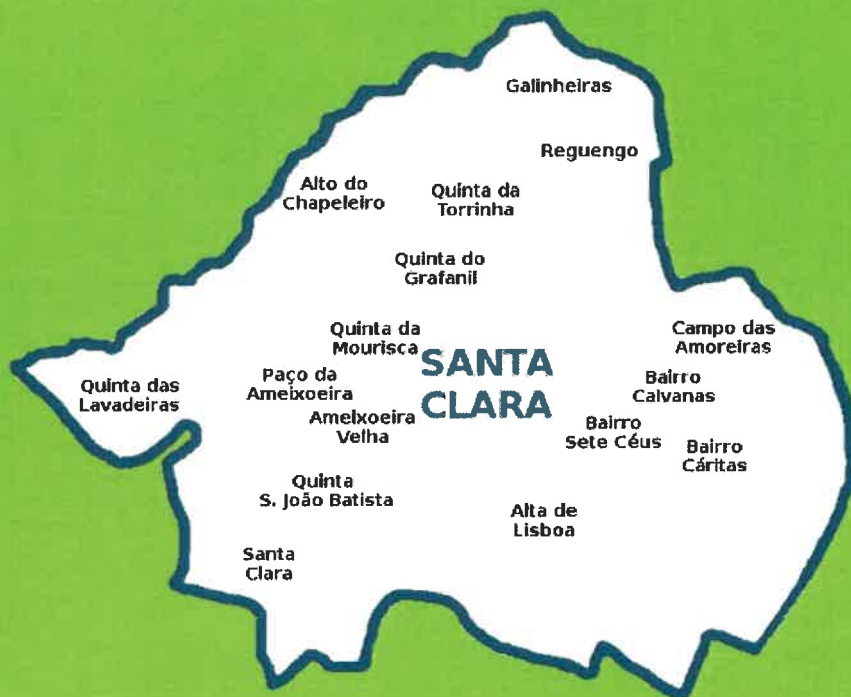 Galinheiras
Reguengo
Alto do
Chapeleiro
Quinta da
Torrinha
Quinta do
Grafanil
Quinta da
Mourisca
SANTA
CLARA
Campo das
Amoreiras
Quinta das
Lavadeiras
Paço da
Ameixoeira
Bairro
Calvanas
Ameixoeira
Velha
Bairro
Sete Céus
Bairro
Cáritas
Quinta
S. João Batista
Alta de
Lisboa
Santa
Clara